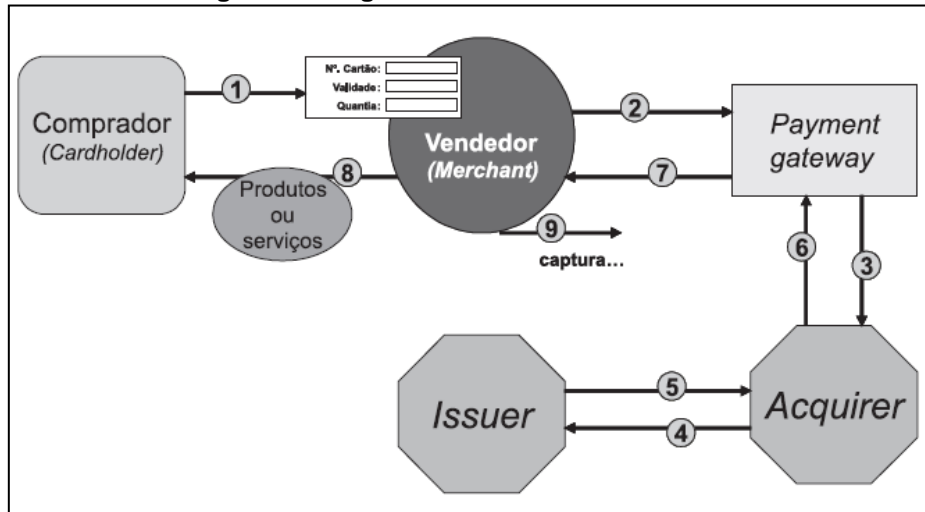 Comprador
(Cardholder)
1
Nº. Cartão:
Validade:
Quantia:
Vendedor
(Merchant)
2
Payment
gateway
7
8
Produtos
ou
serviços
9
captura...
6
3
Issuer
5
4
Acquirer